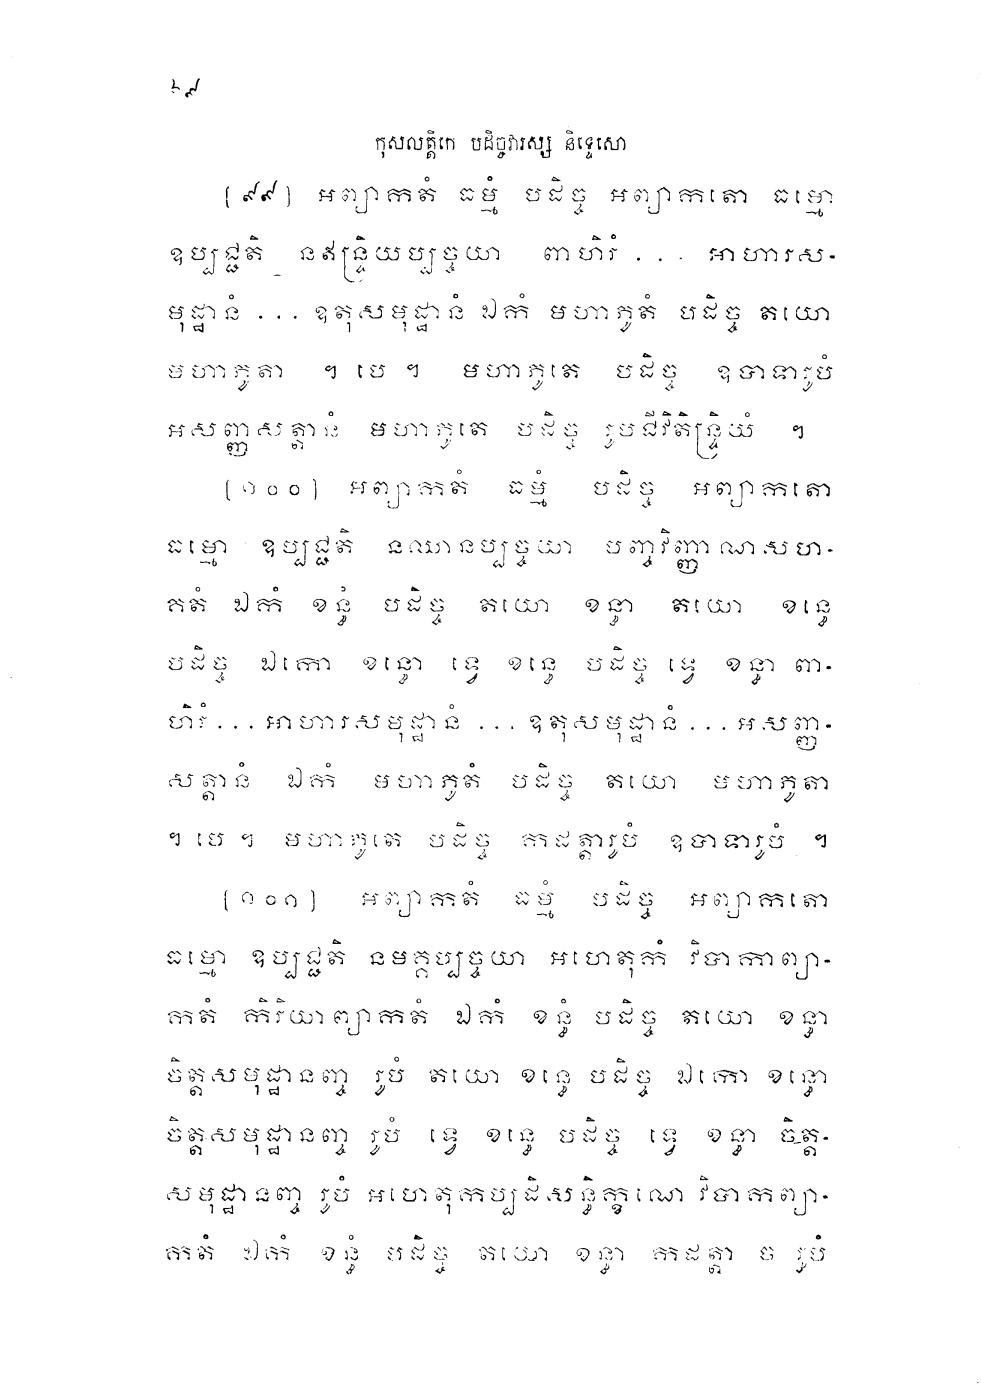 ៤៩
កុសលត្តិកេ បដិច្ចវារស្ស និទ្ទេសោ
[៩៩] អព្យាកតំ ធម្មំ បដិច្ច អព្យាកតោ ធម្មោ
ឧប្បជ្ជតិ នឥន្ទ្រិយប្បច្ចយា ពាហិរំ ... អាហារស-
មុដ្ឋានំ ... ឧតុសមុដ្ឋានំ ឯកំ មហាភូតំ បដិច្ច តយោ
មហាភូតា ។ បេ ។ មហាភូតេ បដិច្ច ឧបាទារូបំ
អសញ្ញសត្តានំ មហាភូតេ បដិច្ច រូបជីវិតិន្ទ្រិយំ ។
[១០០] អព្យាកតំ ធម្មំ បដិច្ច អព្យាកតោ
ធម្មោ ឧប្បជ្ជតិ នឈានប្បច្ចយា បញ្ចវិញ្ញាណសហ-
គតំ ឯកំ ខន្ធំ បដិច្ច តយោ ខន្ធា តយោ ខន្ធេ
បដិច្ច ឯកោ ខន្ធោ ទ្វេ ខន្ធេ បដិច្ច ទ្វេ ខន្ធា ពា-
ហិរំ ... អាហារសមុដ្ឋានំ ... ឧតុសមុដ្ឋានំ ... អសញ្ញ-
សត្តានំ ឯកំ មហាភូតំ បដិច្ច តយោ មហាភូតា
។ បេ ។ មហាភូតេ បដិច្ច កដត្តារូបំ ឧបាទារូបំ ។
[១០១] អព្យាកតំ ធម្មំ បដិច្ច អព្យាកតោ
ធម្មោ ឧប្បជ្ជតិ នមគ្គប្បច្ចយា អហេតុកំ វិបាកាព្យា-
កតំ កិរិយាព្យាកតំ ឯកំ ខន្ធំ បដិច្ច តយោ ខន្ធា
ចិត្តសមុដ្ឋានញ្ច រូបំ តយោ ខន្ធេ បដិច្ច ឯកោ ខន្ធោ
ចិត្តសមុដ្ឋានញ្ច រូបំ ទ្វេ ខន្ធេ បដិច្ច ទ្វេ ខន្ធា ចិត្ត-
សមុដ្ឋានញ្ច រូបំ អហេតុកប្បដិសន្ធិក្ខណេ វិបាកព្យា-
កតំ ឯកំ ខន្ធំ បដិច្ច តយោ ខន្ធា កដត្តា ច រូបំ